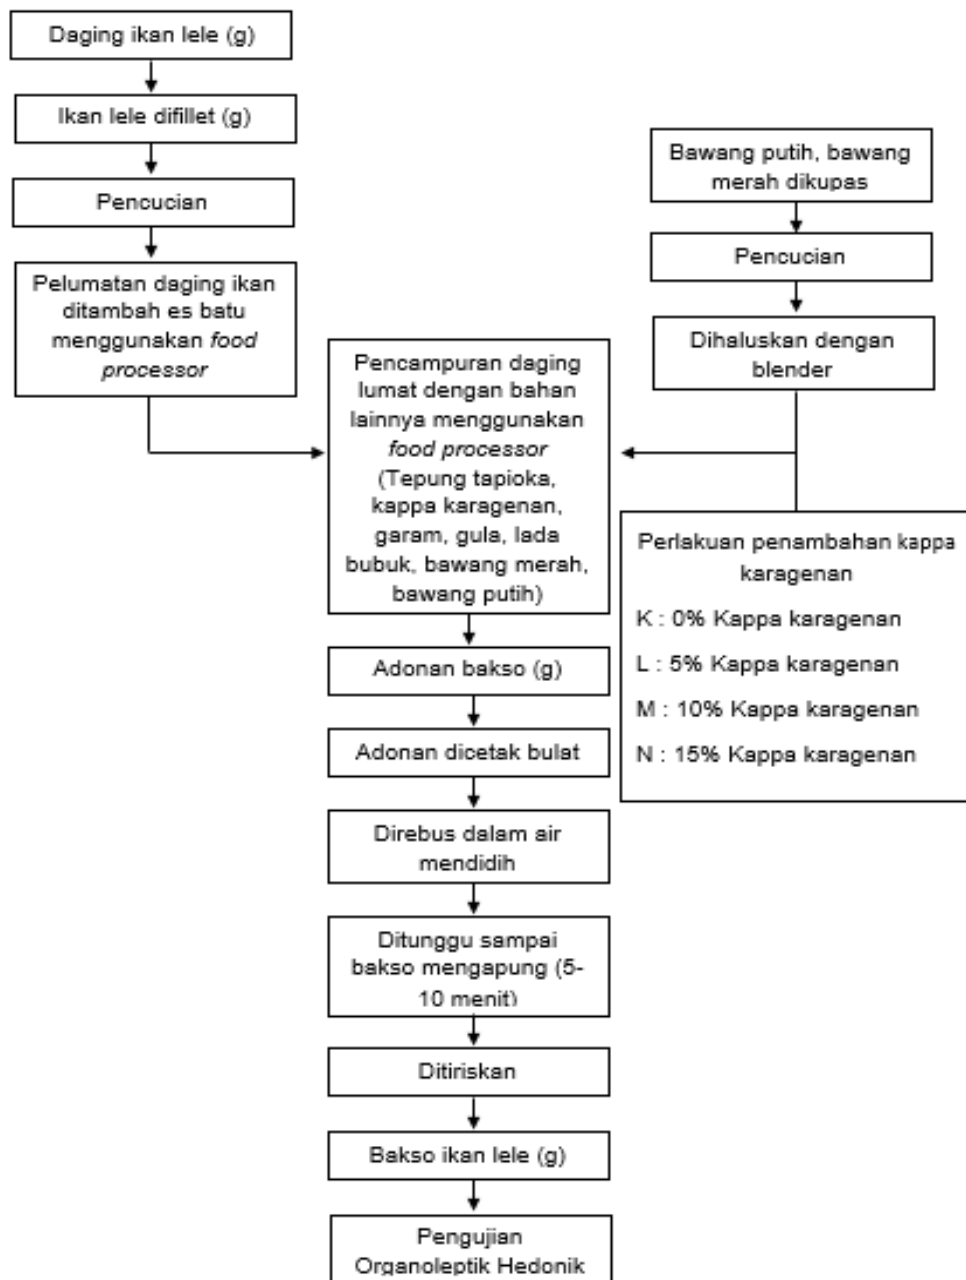 Daging ikan lele (g)
Ikan lele difillet (g)
Pencucian
Pelumatan daging ikan
ditambah es batu
menggunakan food
processor
Bawang putih, bawang
merah dikupas
Pencucian
Dihaluskan dengan
blender
Pencampuran daging
lumat dengan bahan
lainnya menggunakan
food processor
(Tepung tapioka,
kappa karagenan,
garam, gula, lada
bubuk, bawang merah,
bawang putih)
Perlakuan penambahan kappa
karagenan
K : 0% Kappa karagenan
L : 5% Kappa karagenan
M : 10% Kappa karagenan
N : 15% Kappa karagenan
Adonan bakso (g)
Adonan dicetak bulat
Direbus dalam air
mendidih
Ditunggu sampai
bakso mengapung (5-
10 menit)
Ditiriskan
Bakso ikan lele (g)
Pengujian
Organoleptik Hedonik